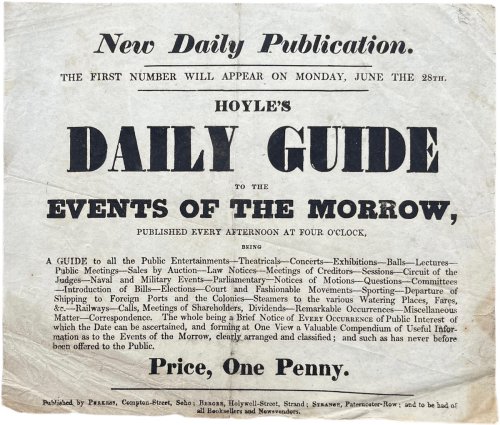 New Daily Publication.
THE FIRST NUMBER WILL APPEAR ON MONDAY, JUNE THE 28TH.
HOYLE'S
DAILY GUIDE
TO THE
EVENTS OF THE MORROW,
PUBLISHED EVERY AFTERNOON AT FOUR O'CLOCK,
BEING
A GUIDE to all the Public Entertainments—Theatricals—Concerts—Exhibitions—Balls—Lectures—
Public Meetings—Sales by Auction—Law Notices—Meetings of Creditors—Sessions—Circuit of the
Judges—Naval and Military Events—Parliamentary—Notices of Motions—Questions—Committees
—Introduction of Bills—Elections—Court and Fashionable Movements—Sporting—Departure of
Shipping to Foreign Ports and the Colonies—Steamers to the various Watering Places, Fares,
&c.—Railways—Calls, Meetings of Shareholders, Dividends—Remarkable Occurrences—Miscellaneous
Matter—Correspondence. The whole being a Brief Notice of EVERY OCCURRENCE of Public Interest of
which the Date can be ascertained, and forming at One View a Valuable Compendium of Useful Infor-
mation as to the Events of the Morrow, clearly arranged and classified; and such as has never before
been offered to the Public.
Price, One Penny.
Published by PERKESS, Compton-Street, Soho; BERGER, Holywell-Street, Strand; STRANGE, Paternoster-Row; and to be had of
all Booksellers and Newsvenders.